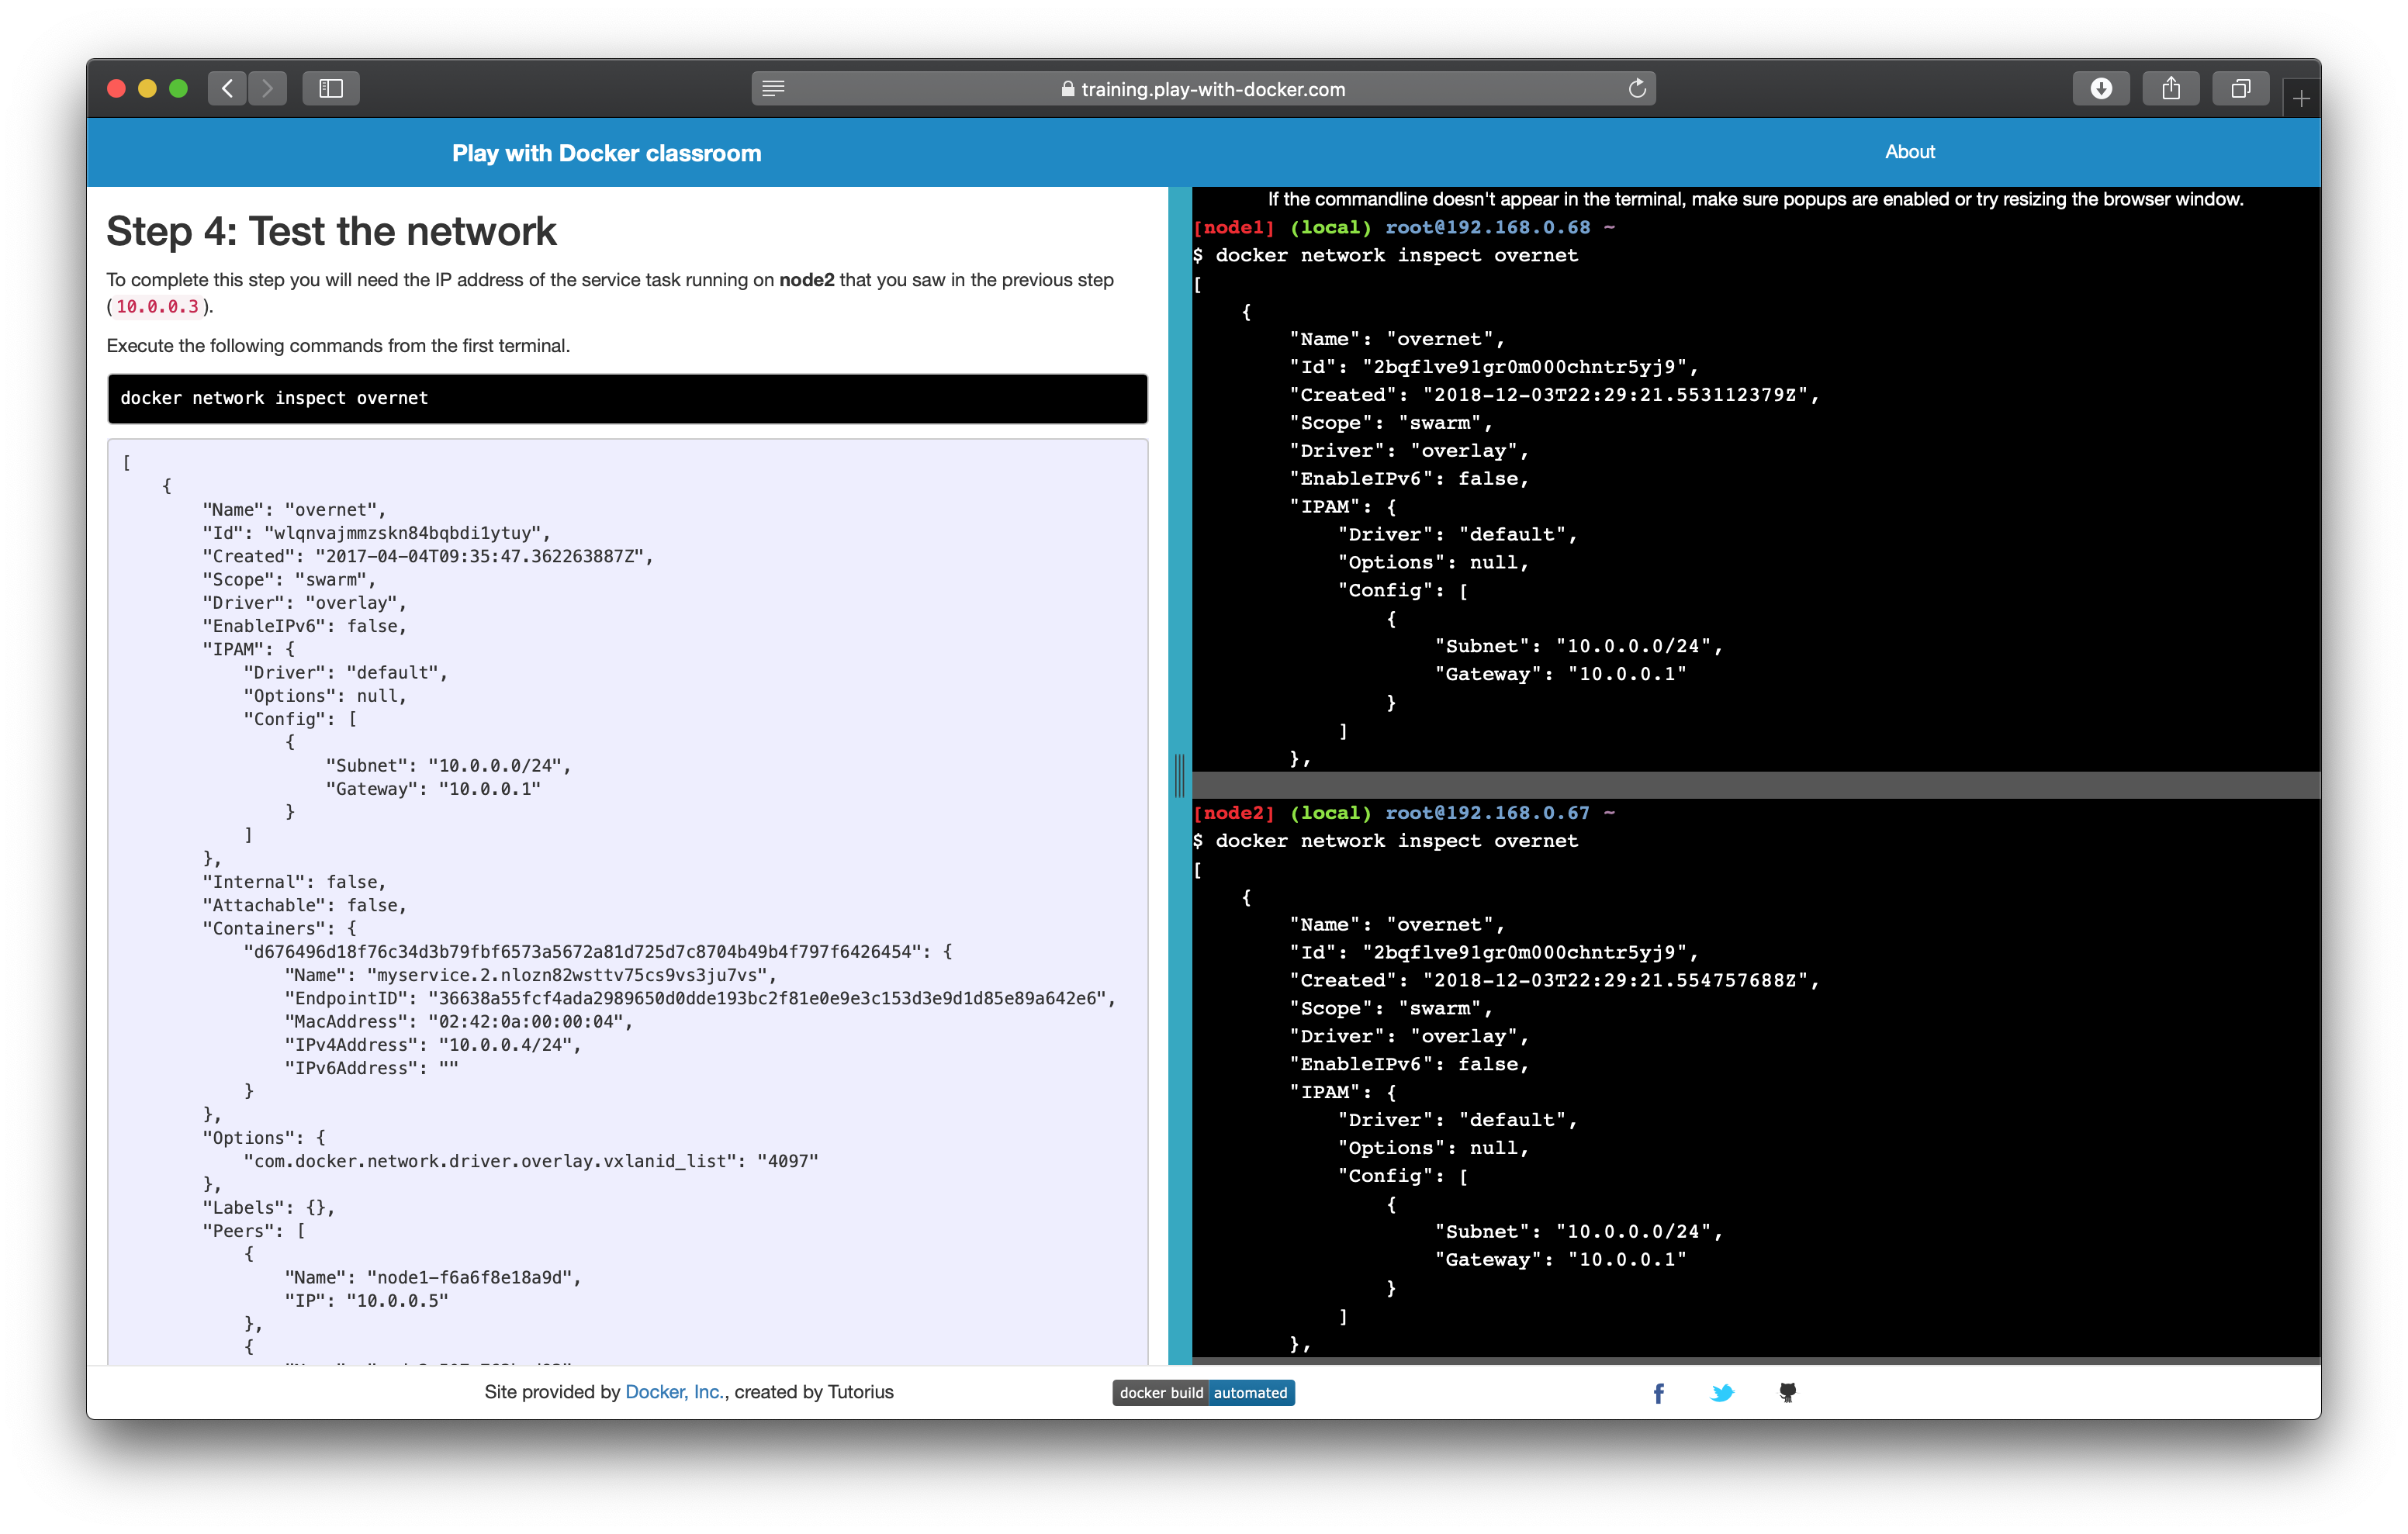 training.play-with-docker.com
Play with Docker classroom
About
Step 4: Test the network
To complete this step you will need the IP address of the service task running on node2 that you saw in the previous step
(10.0.0.3).
Execute the following commands from the first terminal.
docker network inspect overnet
[
{
"Name": "overnet",
"Id": "wlqnvajmmzskn84bqbdi1ytuy",
"Created": "2017-04-04T09:35:47.362263887Z",
"Scope": "swarm",
"Driver": "overlay",
"EnableIPv6": false,
"IPAM": {
"Driver": "default",
"Options": null,
"Config": [
{
"Subnet": "10.0.0.0/24",
"Gateway": "10.0.0.1"
}
]
},
"Internal": false,
"Attachable": false,
"Containers": {
"d676496d18f76c34d3b79fbf6573a5672a81d725d7c8704b49b4f797f6426454": {
"Name": "myservice.2.nlozn82wsttv75cs9vs3ju7vs",
"EndpointID": "36638a55fcf4ada2989650d0dde193bc2f81e0e9e3c153d3e9d1d85e89a642e6",
"MacAddress": "02:42:0a:00:00:04",
"IPv4Address": "10.0.0.4/24",
"IPv6Address": ""
}
},
"Options": {
"com.docker.network.driver.overlay.vxlanid_list": "4097"
},
"Labels": {},
"Peers": [
{
"Name": "node1-f6a6f8e18a9d",
"IP": "10.0.0.5"
},
{
If the commandline doesn't appear in the terminal, make sure popups are enabled or try resizing the browser window.
[node1] (local) root@192.168.0.68 ~
$ docker network inspect overnet
[
{
"Name": "overnet",
"Id": "2bqflve91gr0m000chntr5yj9",
"Created": "2018-12-03T22:29:21.553112379Z",
"Scope": "swarm",
"Driver": "overlay",
"EnableIPv6": false,
"IPAM": {
"Driver": "default",
"Options": null,
"Config": [
{
"Subnet": "10.0.0.0/24",
"Gateway": "10.0.0.1"
}
]
},
[node2] (local) root@192.168.0.67 ~
$ docker network inspect overnet
[
{
"Name": "overnet",
"Id": "2bqflve91gr0m000chntr5yj9",
"Created": "2018-12-03T22:29:21.554757688Z",
"Scope": "swarm",
"Driver": "overlay",
"EnableIPv6": false,
"IPAM": {
"Driver": "default",
"Options": null,
"Config": [
{
"Subnet": "10.0.0.0/24",
"Gateway": "10.0.0.1"
}
]
},
Site provided by Docker, Inc., created by Tutorius
docker build automated